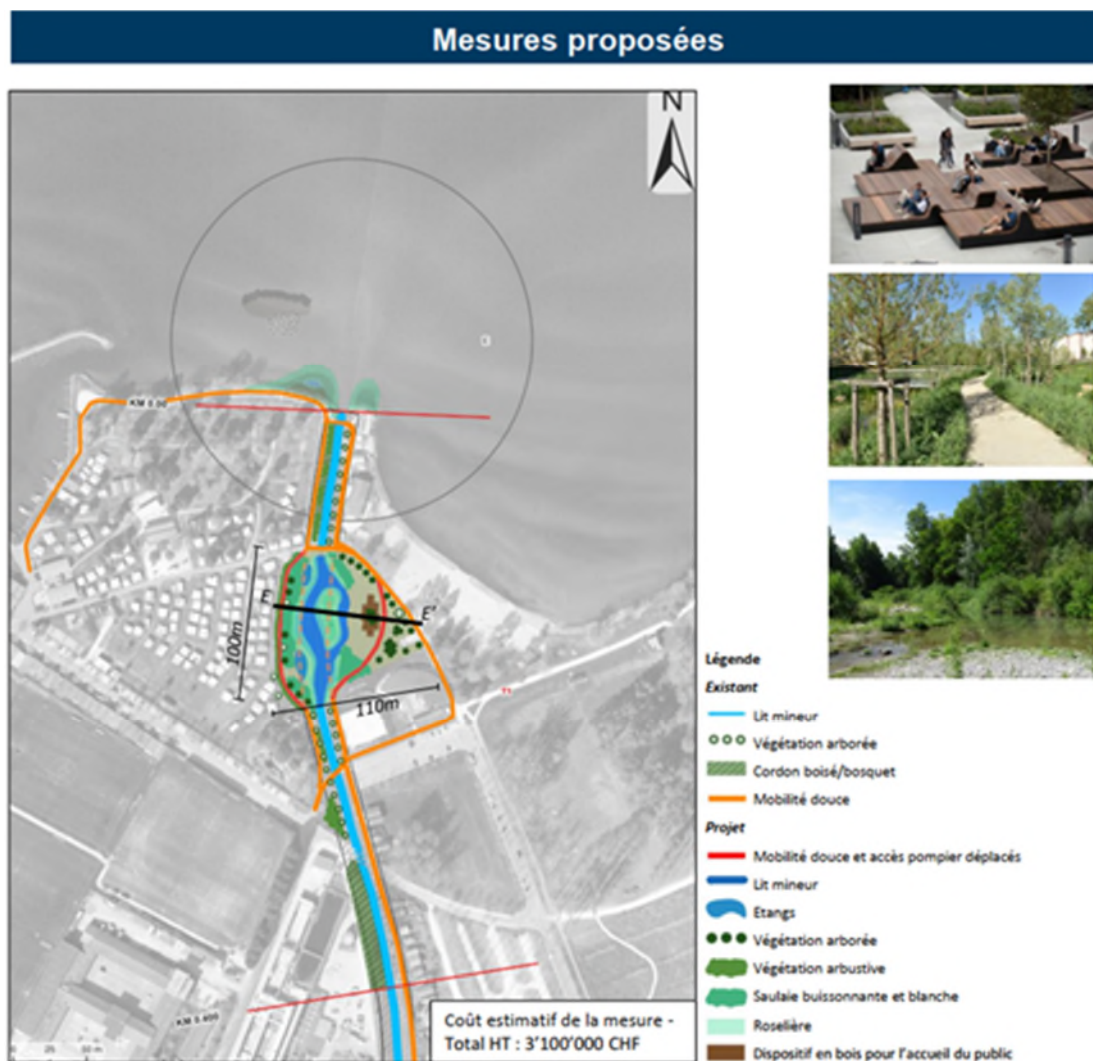 Mesures proposées
N
KM 0.00
E
E'
100m
110m
KM 0.400
Coût estimatif de la mesure -
Total HT : 3'100'000 CHF
Légende
Existant
Lit mineur
Végétation arborée
Cordon boisé/bosquet
Mobilité douce
Projet
Mobilité douce et accès pompier déplacés
Lit mineur
Etangs
Végétation arborée
Végétation arbustive
Saulaie buissonnante et blanche
Roselière
Dispositif en bois pour l'accueil du public